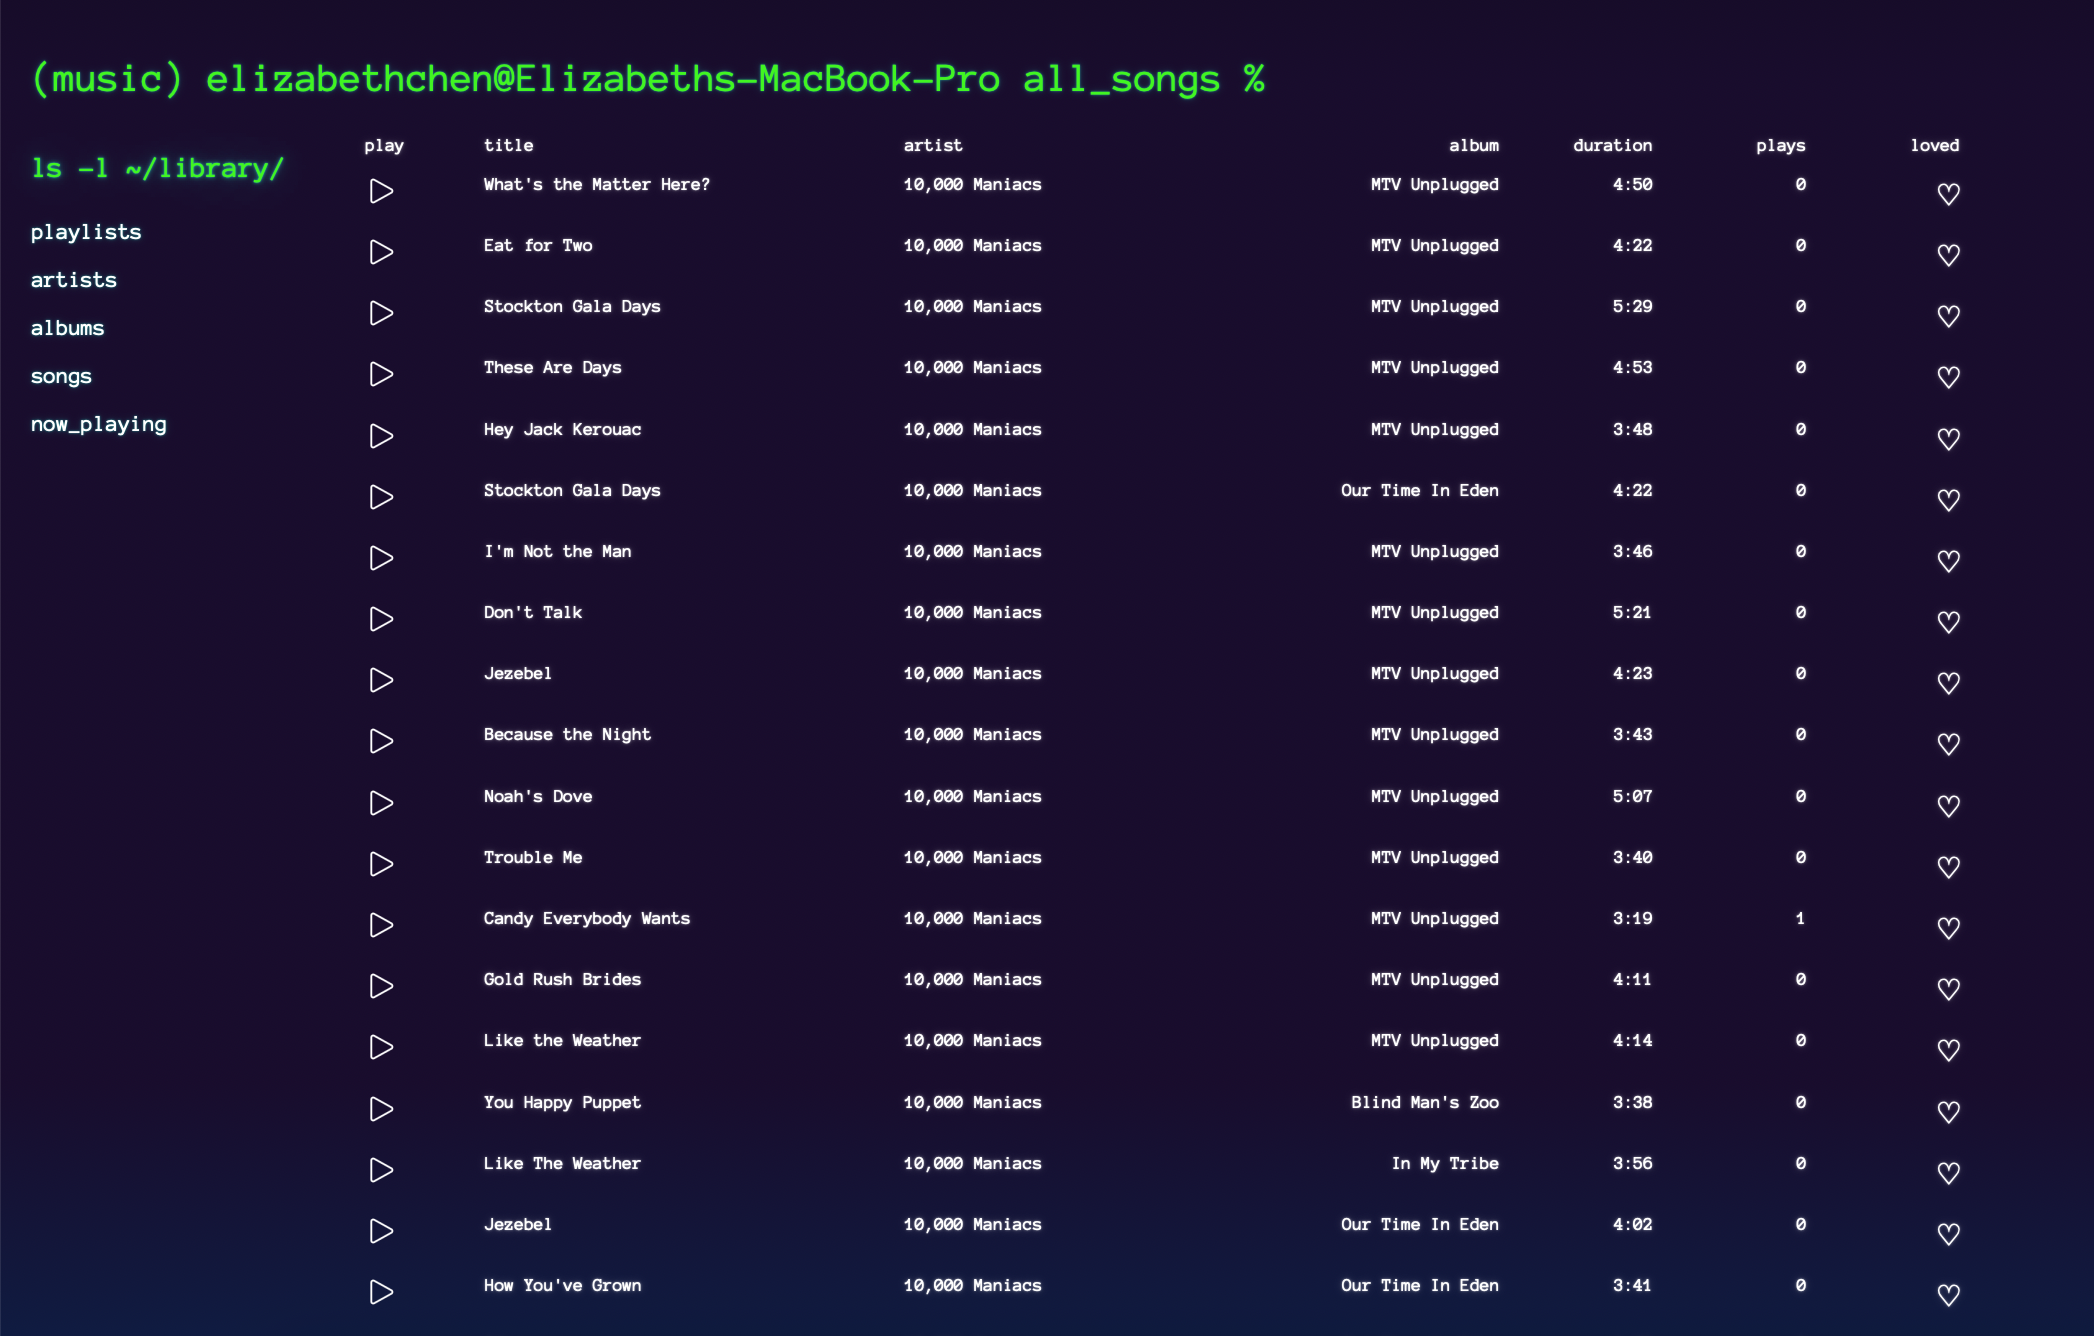 (music) elizabethchen@Elizabeths-MacBook-Pro all_songs %
ls -l ~/library/
playlists
artists
albums
songs
now_playing
play title artist album duration plays loved
What's the Matter Here? 10,000 Maniacs MTV Unplugged 4:50 0
Eat for Two 10,000 Maniacs MTV Unplugged 4:22 0
Stockton Gala Days 10,000 Maniacs MTV Unplugged 5:29 0
These Are Days 10,000 Maniacs MTV Unplugged 4:53 0
Hey Jack Kerouac 10,000 Maniacs MTV Unplugged 3:48 0
Stockton Gala Days 10,000 Maniacs Our Time In Eden 4:22 0
I'm Not the Man 10,000 Maniacs MTV Unplugged 3:46 0
Don't Talk 10,000 Maniacs MTV Unplugged 5:21 0
Jezebel 10,000 Maniacs MTV Unplugged 4:23 0
Because the Night 10,000 Maniacs MTV Unplugged 3:43 0
Noah's Dove 10,000 Maniacs MTV Unplugged 5:07 0
Trouble Me 10,000 Maniacs MTV Unplugged 3:40 0
Candy Everybody Wants 10,000 Maniacs MTV Unplugged 3:19 1
Gold Rush Brides 10,000 Maniacs MTV Unplugged 4:11 0
Like the Weather 10,000 Maniacs MTV Unplugged 4:14 0
You Happy Puppet 10,000 Maniacs Blind Man's Zoo 3:38 0
Like The Weather 10,000 Maniacs In My Tribe 3:56 0
Jezebel 10,000 Maniacs Our Time In Eden 4:02 0
How You've Grown 10,000 Maniacs Our Time In Eden 3:41 0